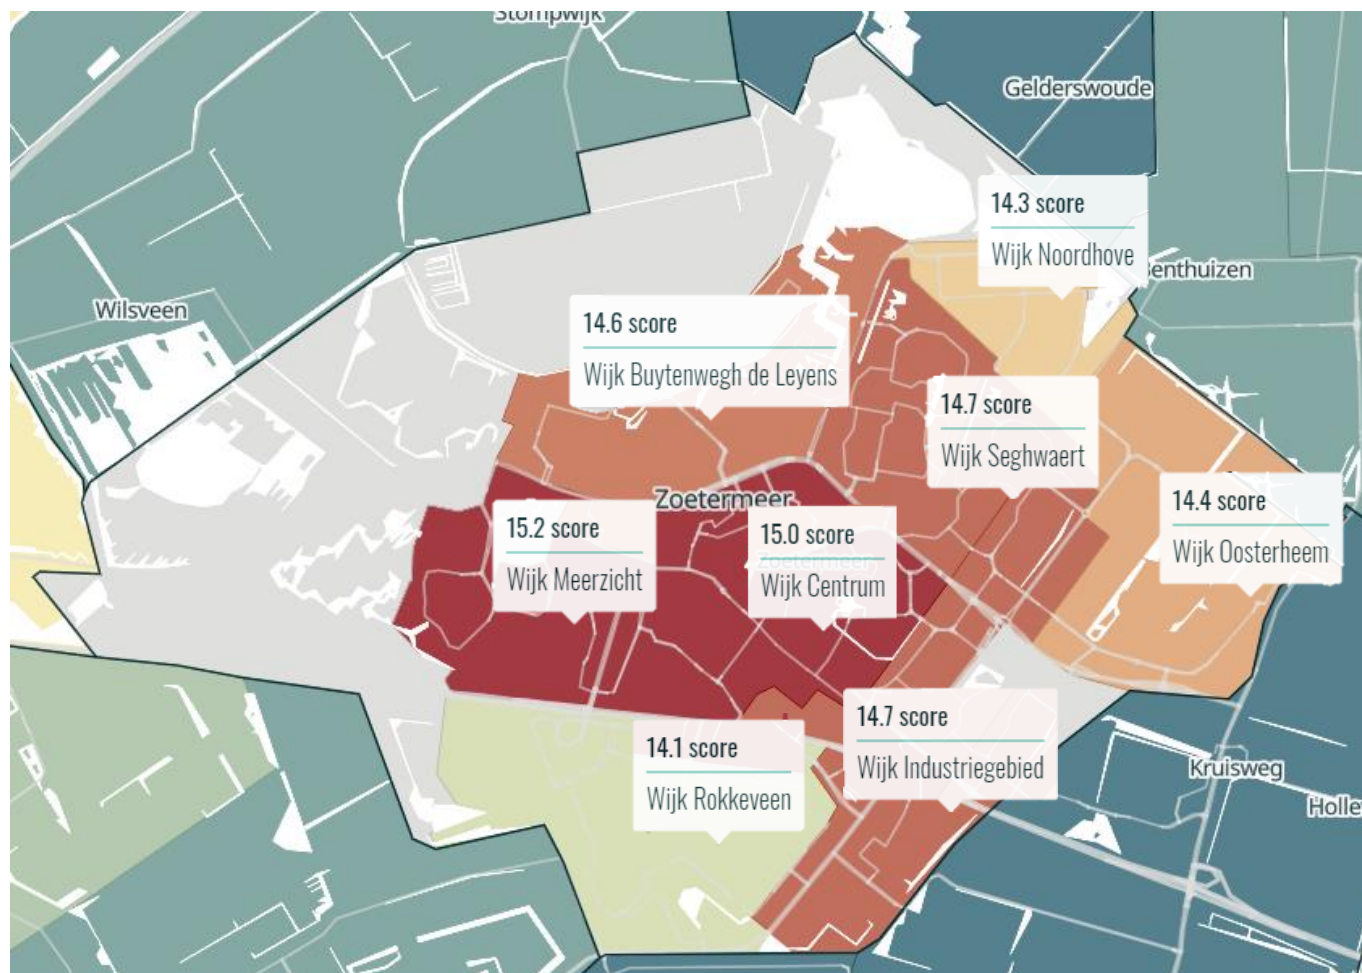 Stompwijk
Gelderswoude
14.3 score
Wijk Noordhove
Benthuizen
Wilsveen
14.6 score
Wijk Buytenwegh de Leyens
14.7 score
Wijk Seghwaert
Zoetermeer
14.4 score
Wijk Oosterheem
15.2 score
Wijk Meerzicht
15.0 score
Zoetermeer
Wijk Centrum
14.7 score
Wijk Industriegebied
14.1 score
Wijk Rokkeveen
Kruisweg
Holle